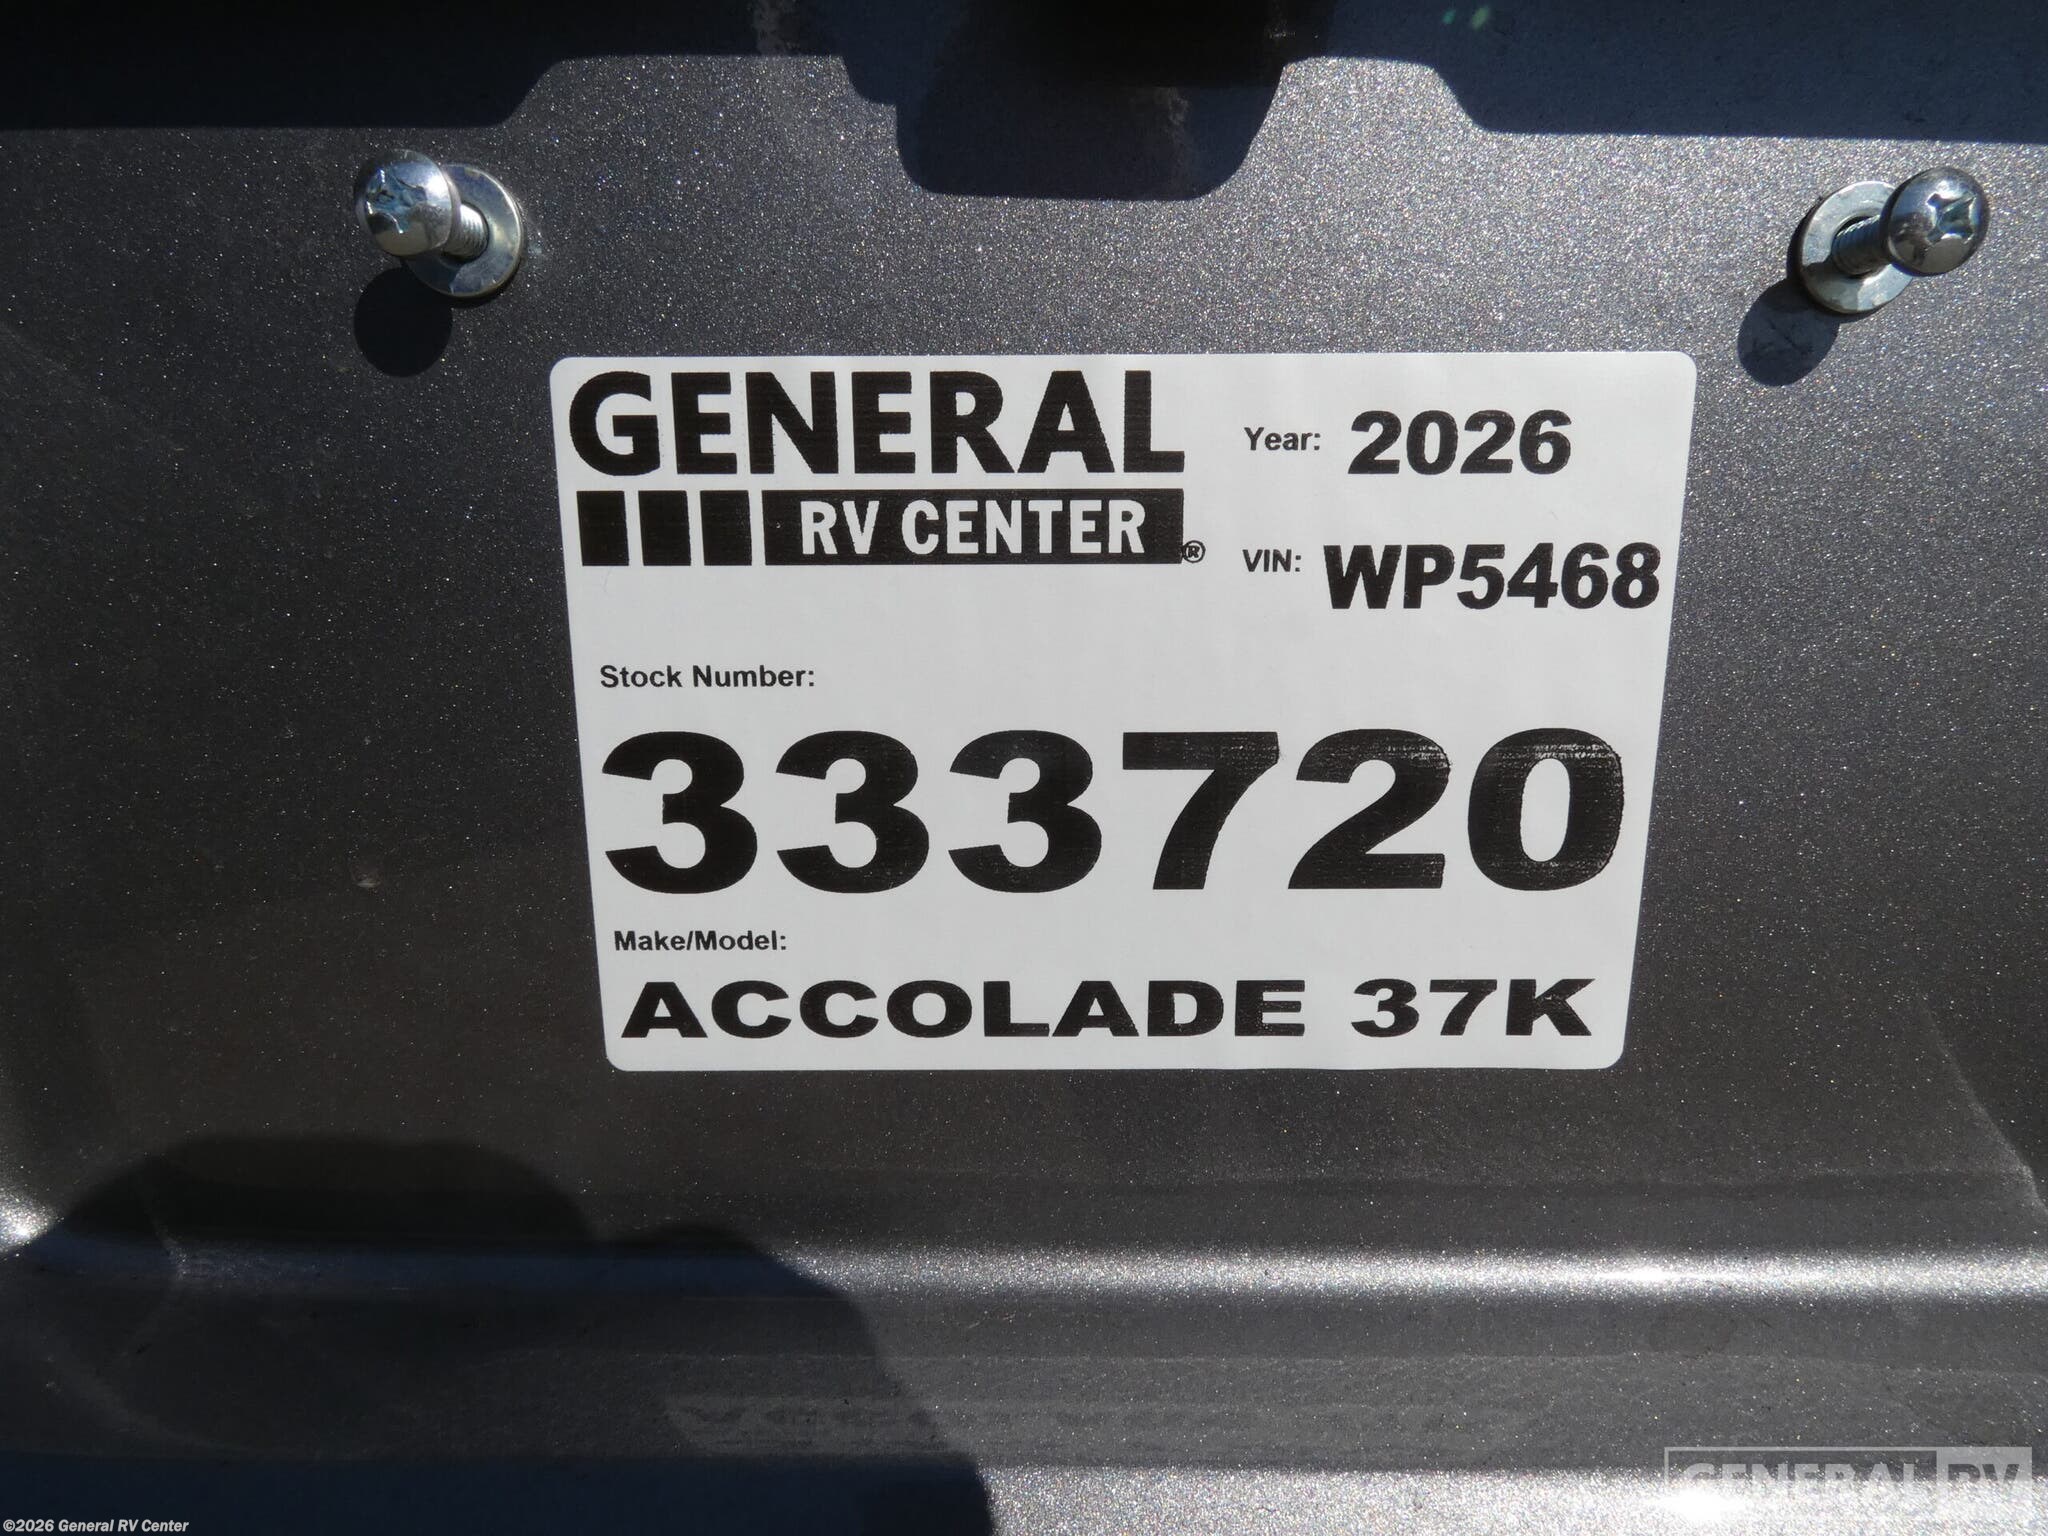 GENERAL
RV CENTER®
Year: 2026
VIN: WP5468
Stock Number:
333720
Make/Model:
ACCOLADE 37K
GENERAL RV
©2026 General RV Center